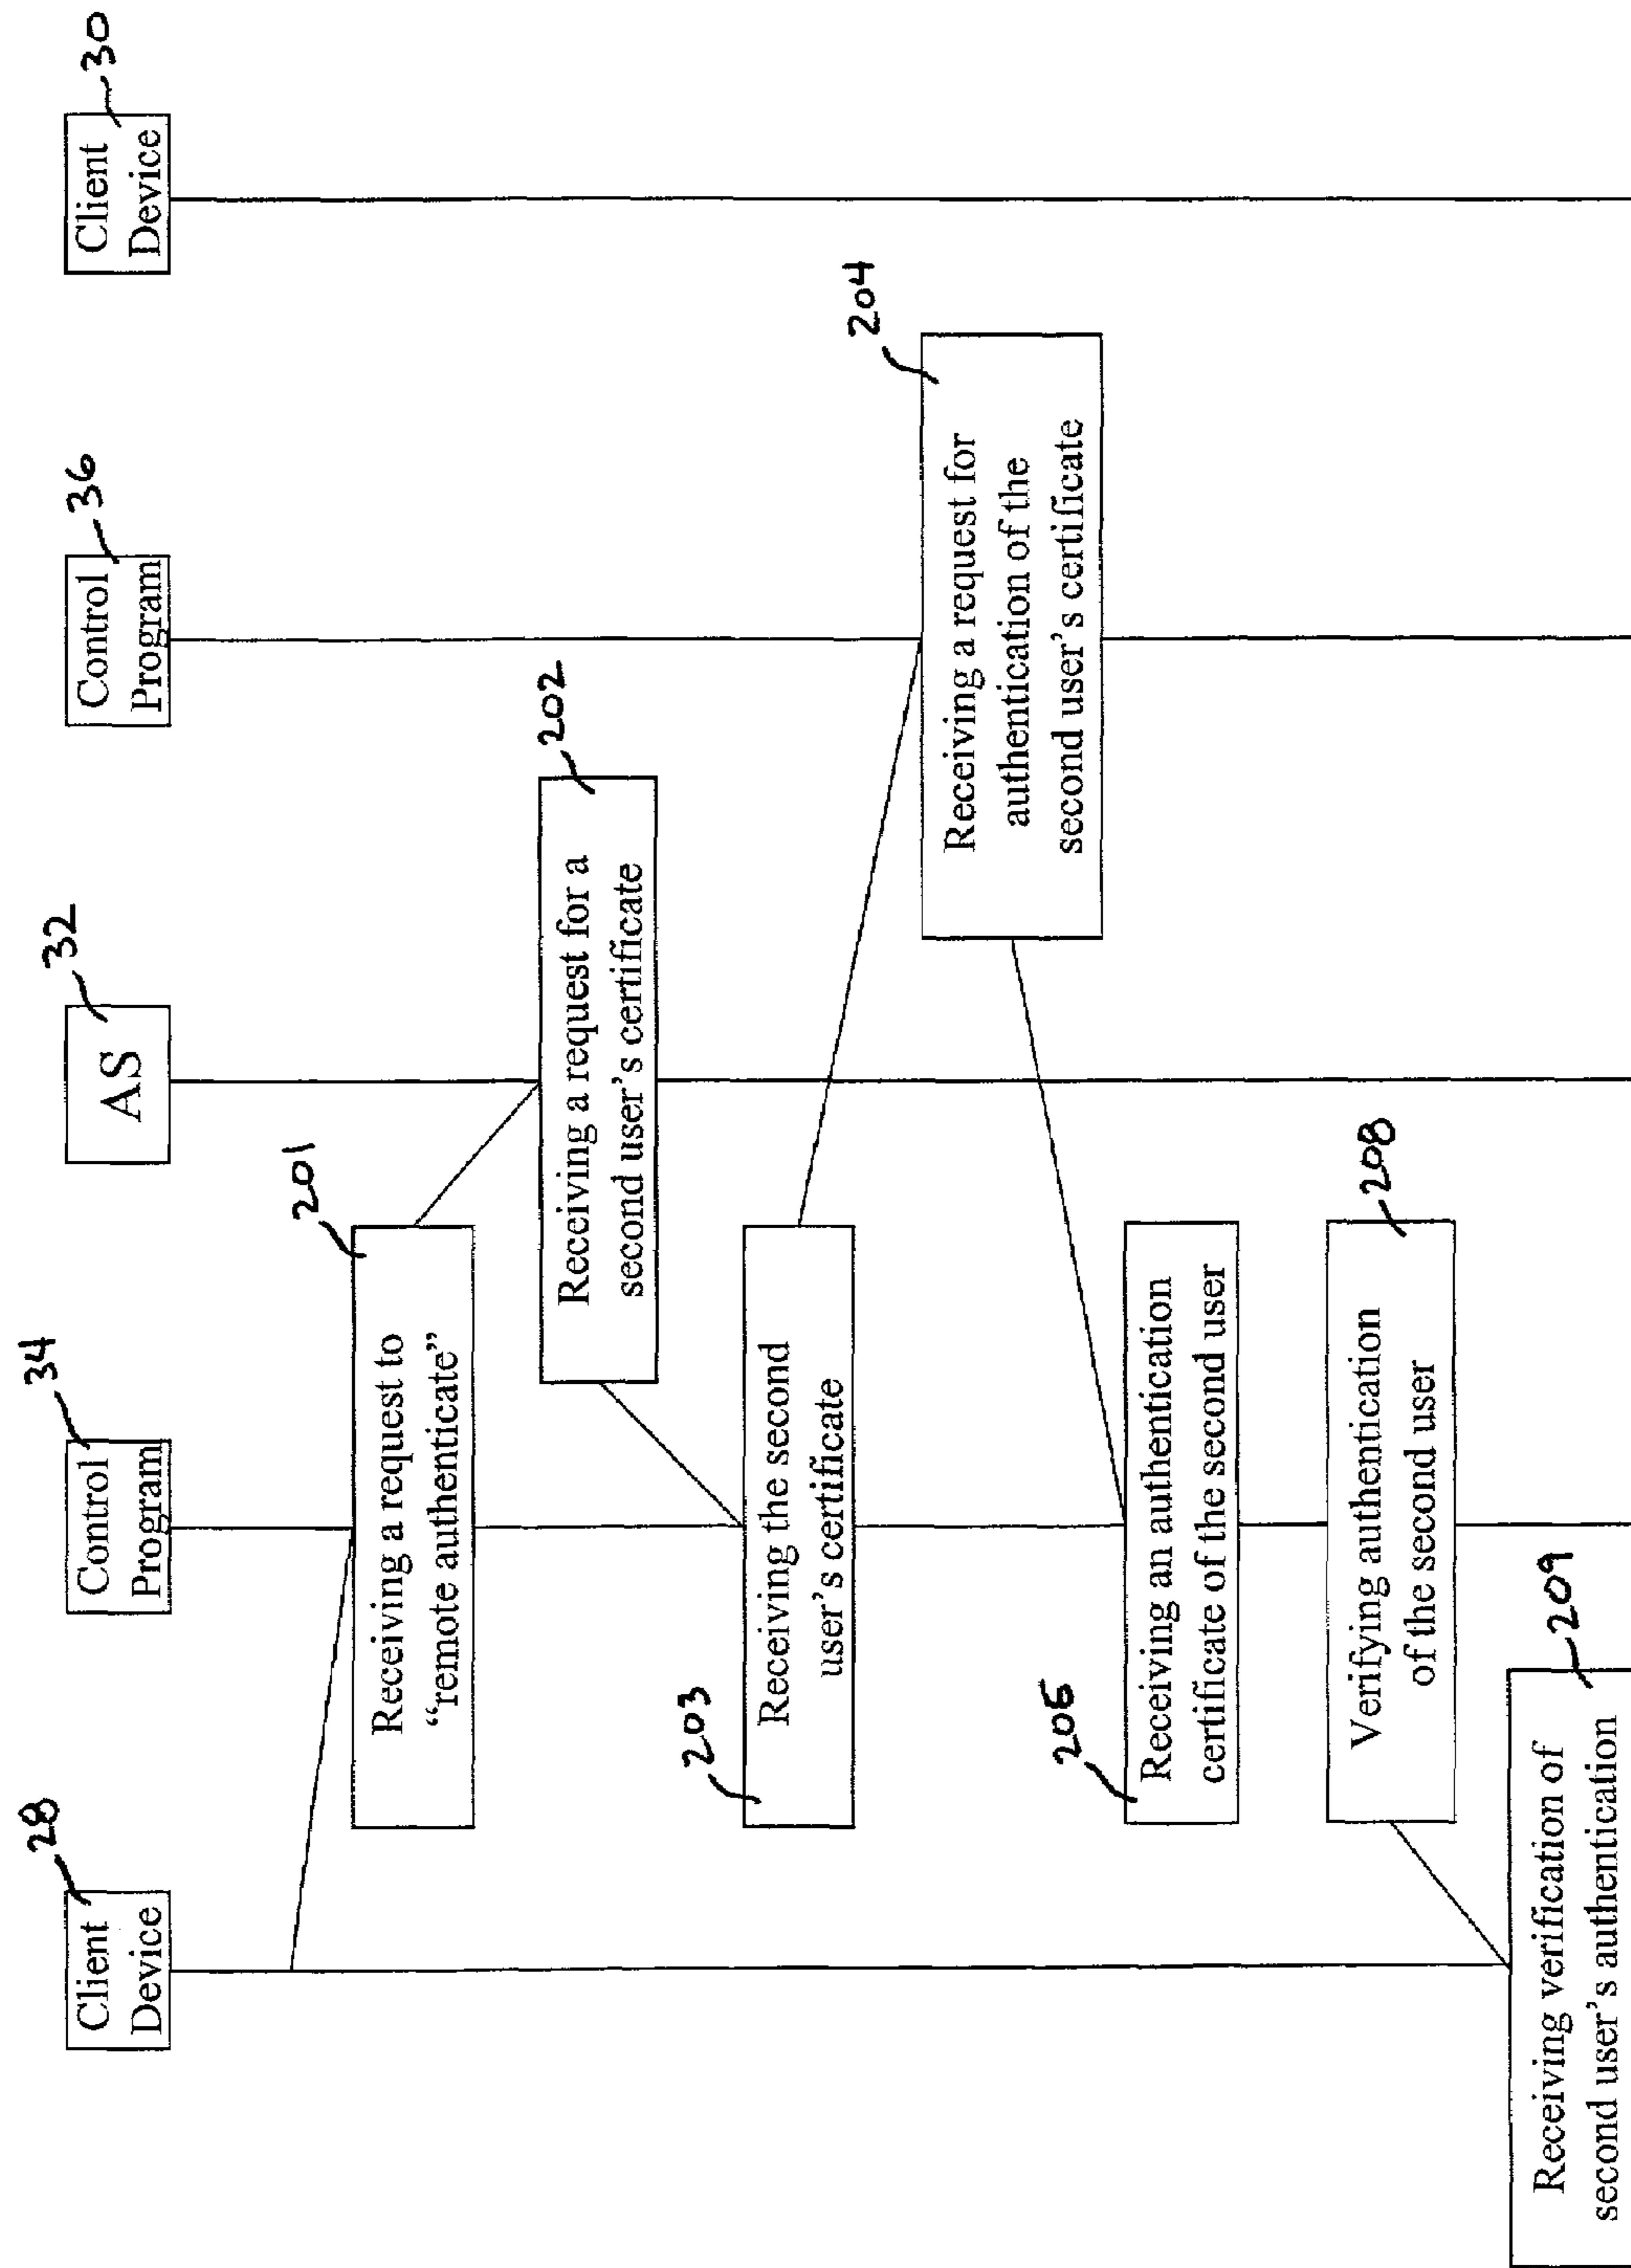 28
Client
Device
34
Control
Program
32
AS
36
Control
Program
30
Client
Device
201
Receiving a request to
“remote authenticate”
202
Receiving a request for a
second user's certificate
203
Receiving the second
user's certificate
204
Receiving a request for
authentication of the
second user's certificate
Receiving an authentication
certificate of the second user
208
Verifying authentication
of the second user
209
Receiving verification of
second user's authentication